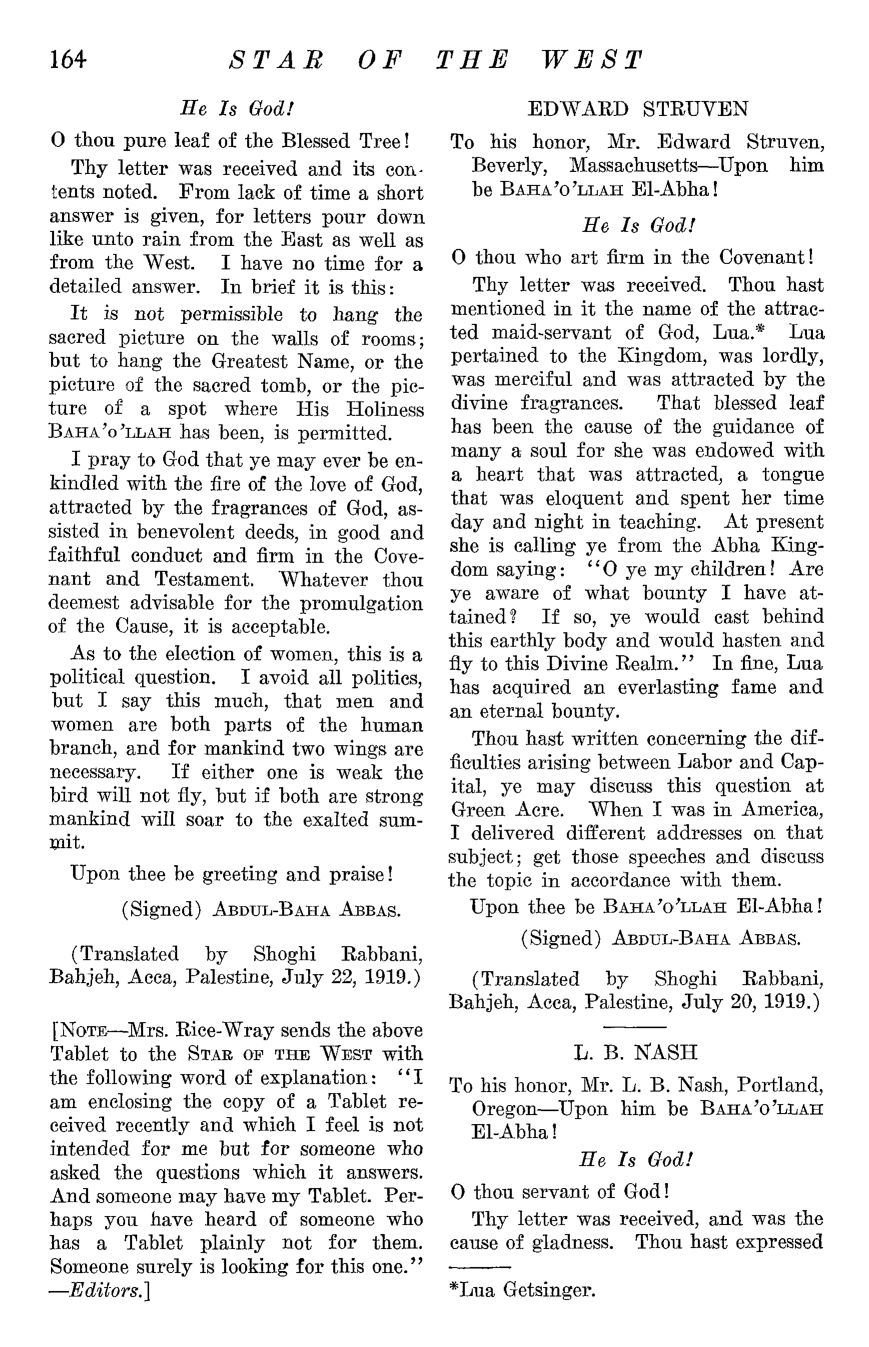 164 STAR OF THE WEST
He Is God!
O thou pure leaf of the Blessed Tree!
Thy letter was received and its con-
tents noted. From lack of time a short
answer is given, for letters pour down
like unto rain from the East as well as
from the West. I have no time for a
detailed answer. In brief it is this:
It is not permissible to hang the
sacred picture on the walls of rooms;
but to hang the Greatest Name, or the
picture of the sacred tomb, or the pic-
ture of a spot where His Holiness
BAHA'O'LLAH has been, is permitted.
I pray to God that ye may ever be en-
kindled with the fire of the love of God,
attracted by the fragrances of God, as-
sisted in benevolent deeds, in good and
faithful conduct and firm in the Cove-
nant and Testament. Whatever thou
deemest advisable for the promulgation
of the Cause, it is acceptable.
As to the election of women, this is a
political question. I avoid all politics,
but I say this much, that men and
women are both parts of the human
branch, and for mankind two wings are
necessary. If either one is weak the
bird will not fly, but if both are strong
mankind will soar to the exalted sum-
mit.
Upon thee be greeting and praise!
(Signed) ABDUL-BAHA ABBAS.
(Translated by Shoghi Rabbani,
Bahjeh, Acca, Palestine, July 22, 1919.)
[NOTE—Mrs. Rice-Wray sends the above
Tablet to the STAR OF THE WEST with
the following word of explanation: "I
am enclosing the copy of a Tablet re-
ceived recently and which I feel is not
intended for me but for someone who
asked the questions which it answers.
And someone may have my Tablet. Per-
haps you have heard of someone who
has a Tablet plainly not for them.
Someone surely is looking for this one."
—Editors.]
EDWARD STRUVEN
To his honor, Mr. Edward Struven,
Beverly, Massachusetts—Upon him
be BAHA'O'LLAH El-Abha!
He Is God!
O thou who art firm in the Covenant!
Thy letter was received. Thou hast
mentioned in it the name of the attrac-
ted maid-servant of God, Lua.* Lua
pertained to the Kingdom, was lordly,
was merciful and was attracted by the
divine fragrances. That blessed leaf
has been the cause of the guidance of
many a soul for she was endowed with
a heart that was attracted, a tongue
that was eloquent and spent her time
day and night in teaching. At present
she is calling ye from the Abha King-
dom saying: "O ye my children! Are
ye aware of what bounty I have at-
tained? If so, ye would cast behind
this earthly body and would hasten and
fly to this Divine Realm." In fine, Lua
has acquired an everlasting fame and
an eternal bounty.
Thou hast written concerning the dif-
ficulties arising between Labor and Cap-
ital, ye may discuss this question at
Green Acre. When I was in America,
I delivered different addresses on that
subject; get those speeches and discuss
the topic in accordance with them.
Upon thee be BAHA'O'LLAH El-Abha!
(Signed) ABDUL-BAHA ABBAS.
(Translated by Shoghi Rabbani,
Bahjeh, Acca, Palestine, July 20, 1919.)
L. B. NASH
To his honor, Mr. L. B. Nash, Portland,
Oregon—Upon him be BAHA'O'LLAH
El-Abha!
He Is God!
O thou servant of God!
Thy letter was received, and was the
cause of gladness. Thou hast expressed
*Lua Getsinger.